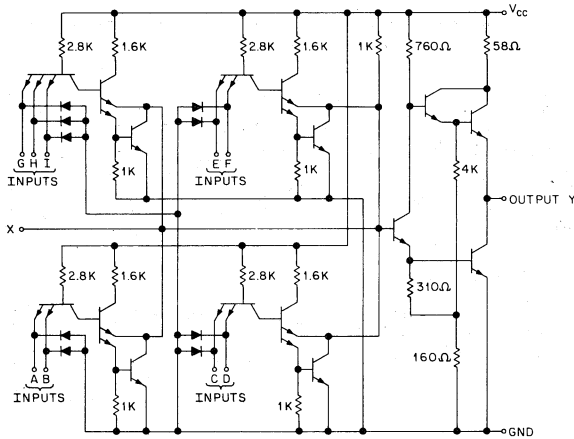 Vcc
2.8K 1.6K 2.8K 1.6K 1K 760Ω 58Ω
G H I
INPUTS
1K
E F
INPUTS
1K
4K
OUTPUT Y
X
2.8K 1.6K 2.8K 1.6K
310Ω
160Ω
A B
INPUTS
1K
C D
INPUTS
1K
GND